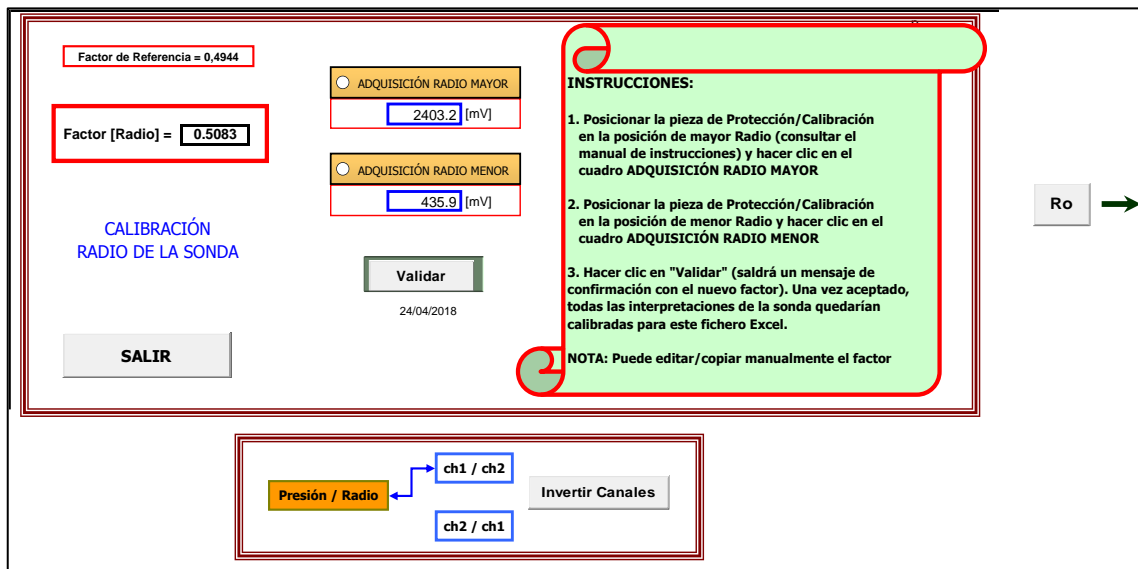 Factor de Referencia = 0,4944
Factor [Radio] = 0.5083
CALIBRACIÓN
RADIO DE LA SONDA
SALIR
ADQUISICIÓN RADIO MAYOR
2403.2 [mV]
ADQUISICIÓN RADIO MENOR
435.9 [mV]
Validar
24/04/2018
INSTRUCCIONES:
1. Posicionar la pieza de Protección/Calibración
en la posición de mayor Radio (consultar el
manual de instrucciones) y hacer clic en el
cuadro ADQUISICIÓN RADIO MAYOR
2. Posicionar la pieza de Protección/Calibración
en la posición de menor Radio y hacer clic en el
cuadro ADQUISICIÓN RADIO MENOR
3. Hacer clic en "Validar" (saldrá un mensaje de
confirmación con el nuevo factor). Una vez aceptado,
todas las interpretaciones de la sonda quedarían
calibradas para este fichero Excel.
NOTA: Puede editar/copiar manualmente el factor
Ro
Presión / Radio
ch1 / ch2
ch2 / ch1
Invertir Canales